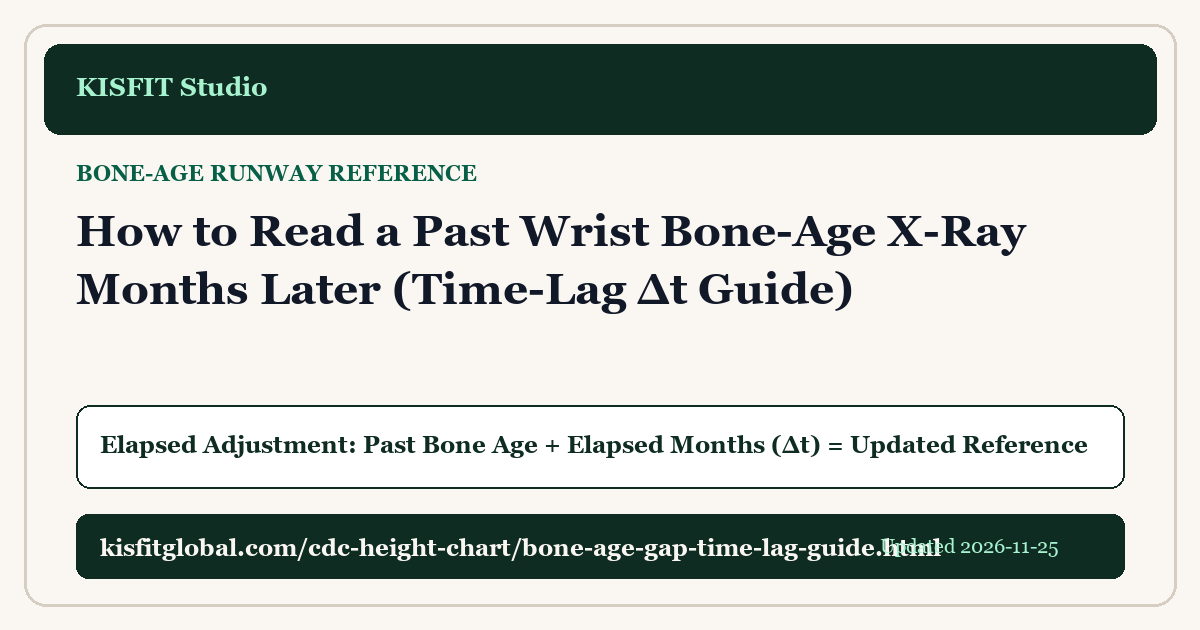 KISFIT Studio
BONE-AGE RUNWAY REFERENCE
How to Read a Past Wrist Bone-Age X-Ray
Months Later (Time-Lag Δt Guide)
Elapsed Adjustment: Past Bone Age + Elapsed Months (Δt) = Updated Reference
kisfitglobal.com/cdc-height-chart/bone-age-gap-time-lag-guide.html
Updated 2026-11-25